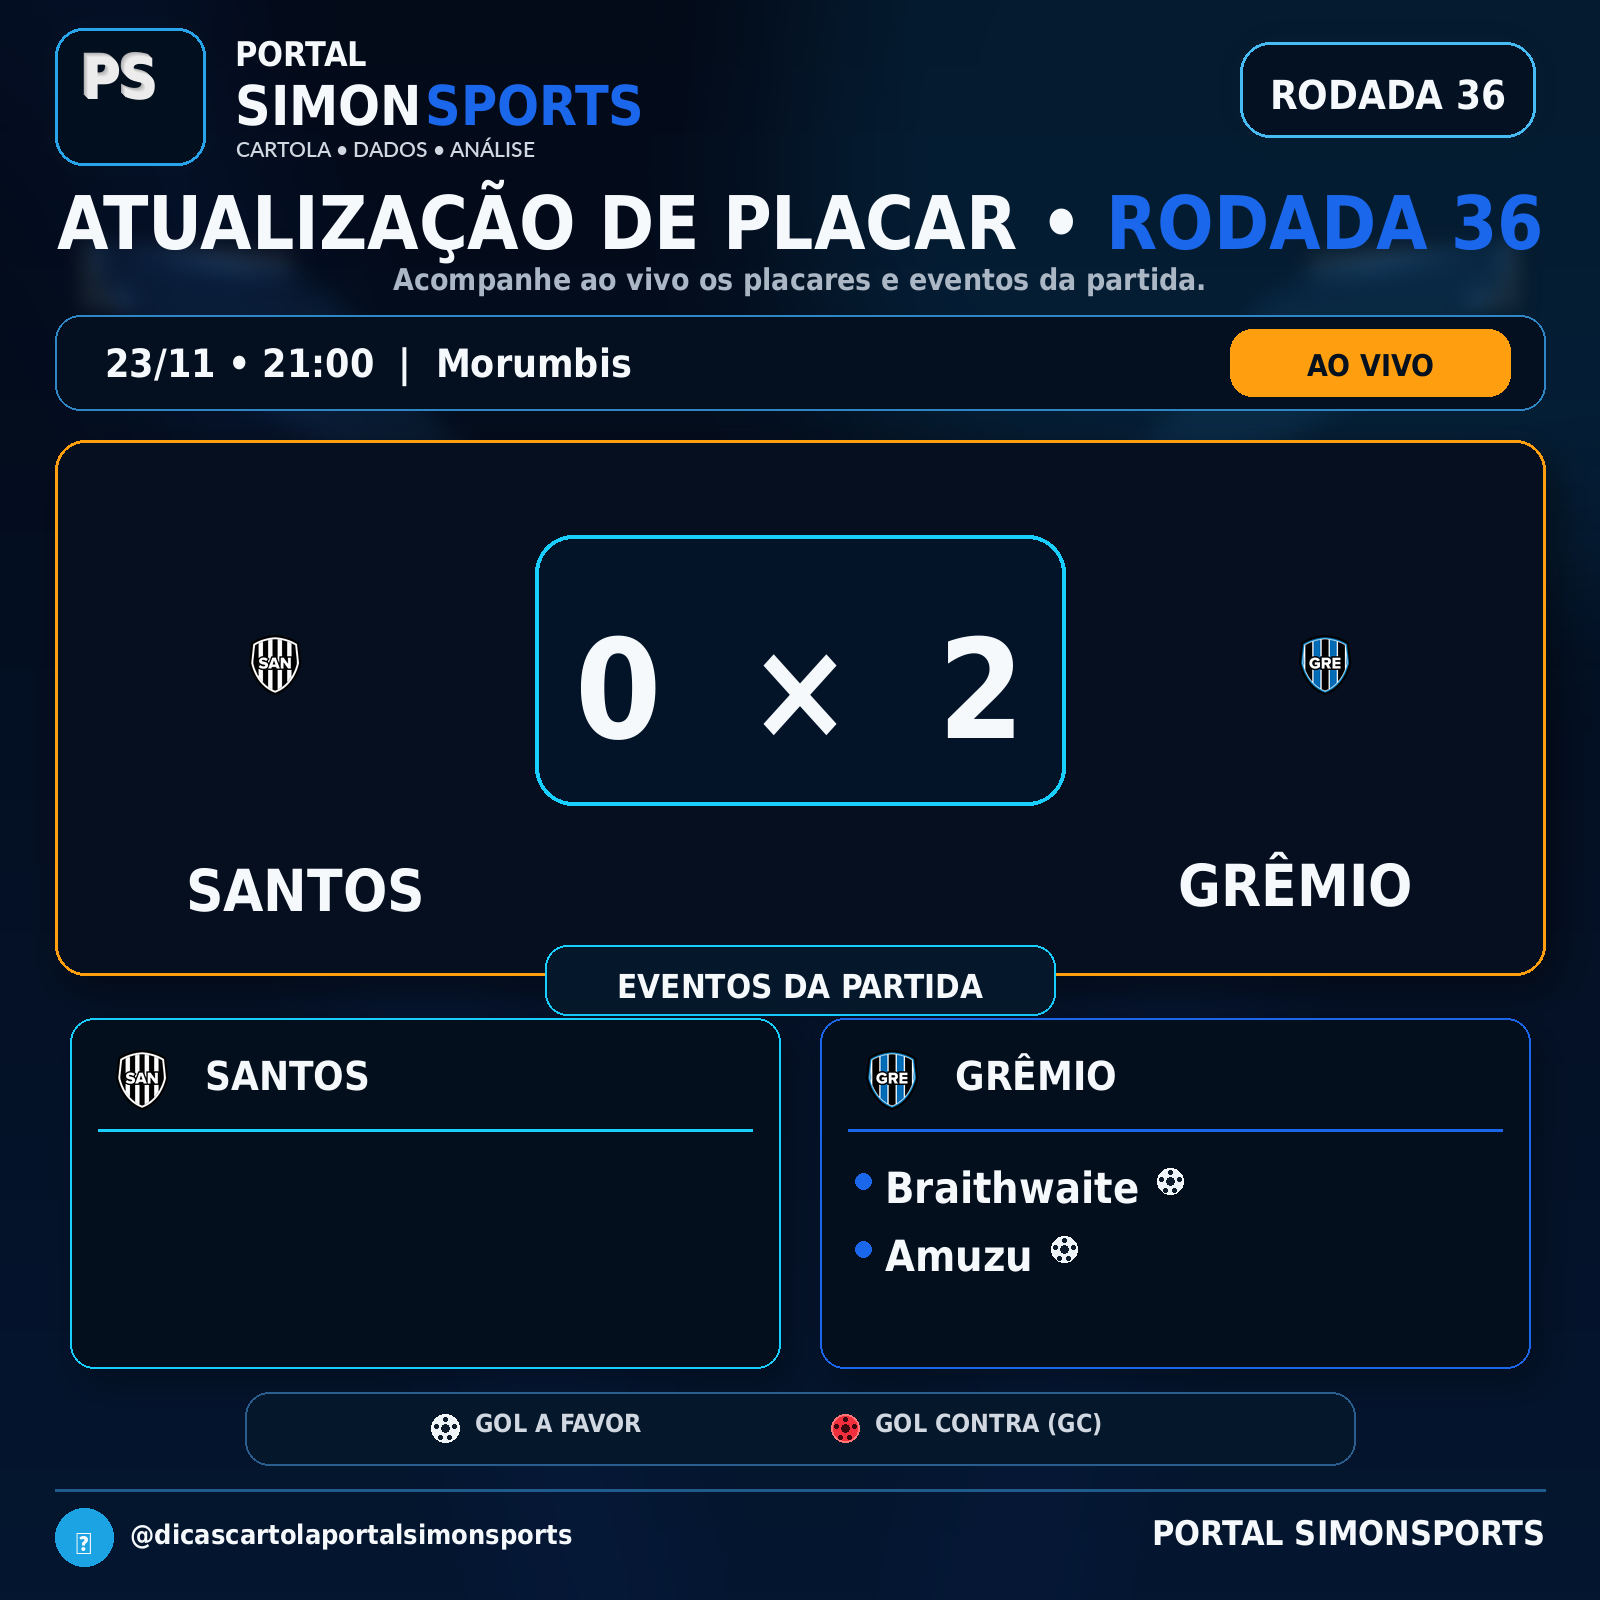 PS
PORTAL
SIMONSPORTS
CARTOLA • DADOS • ANÁLISE
RODADA 36
ATUALIZAÇÃO DE PLACAR • RODADA 36
Acompanhe ao vivo os placares e eventos da partida.
23/11 • 21:00 | Morumbis
AO VIVO
SAN
0 × 2
GRE
SANTOS
GRÊMIO
EVENTOS DA PARTIDA
SAN SANTOS
GRE GRÊMIO
• Braithwaite
• Amuzu
GOL A FAVOR
GOL CONTRA (GC)
@dicascartolaportalsimonsports
PORTAL SIMONSPORTS